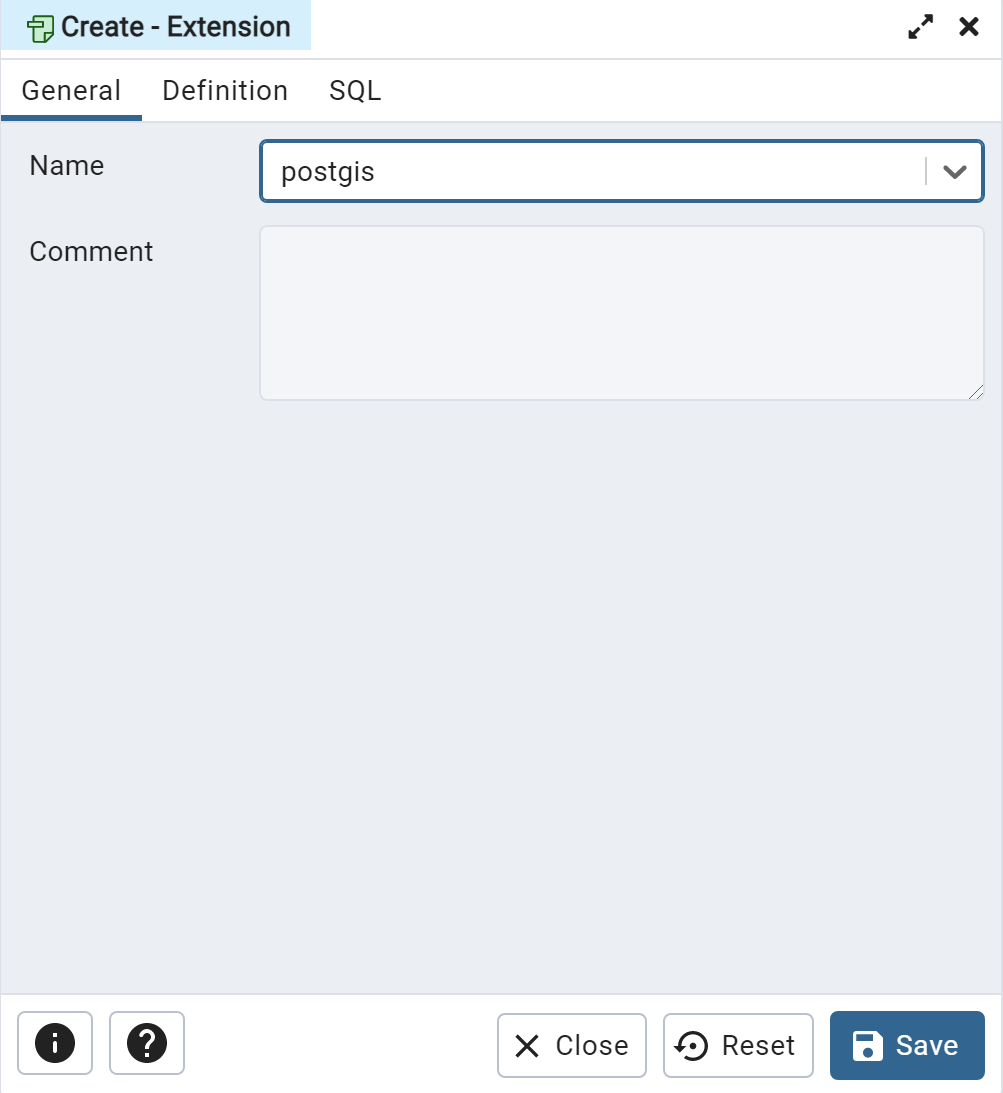 Create - Extension
General Definition SQL
Name postgis
Comment
Close Reset Save